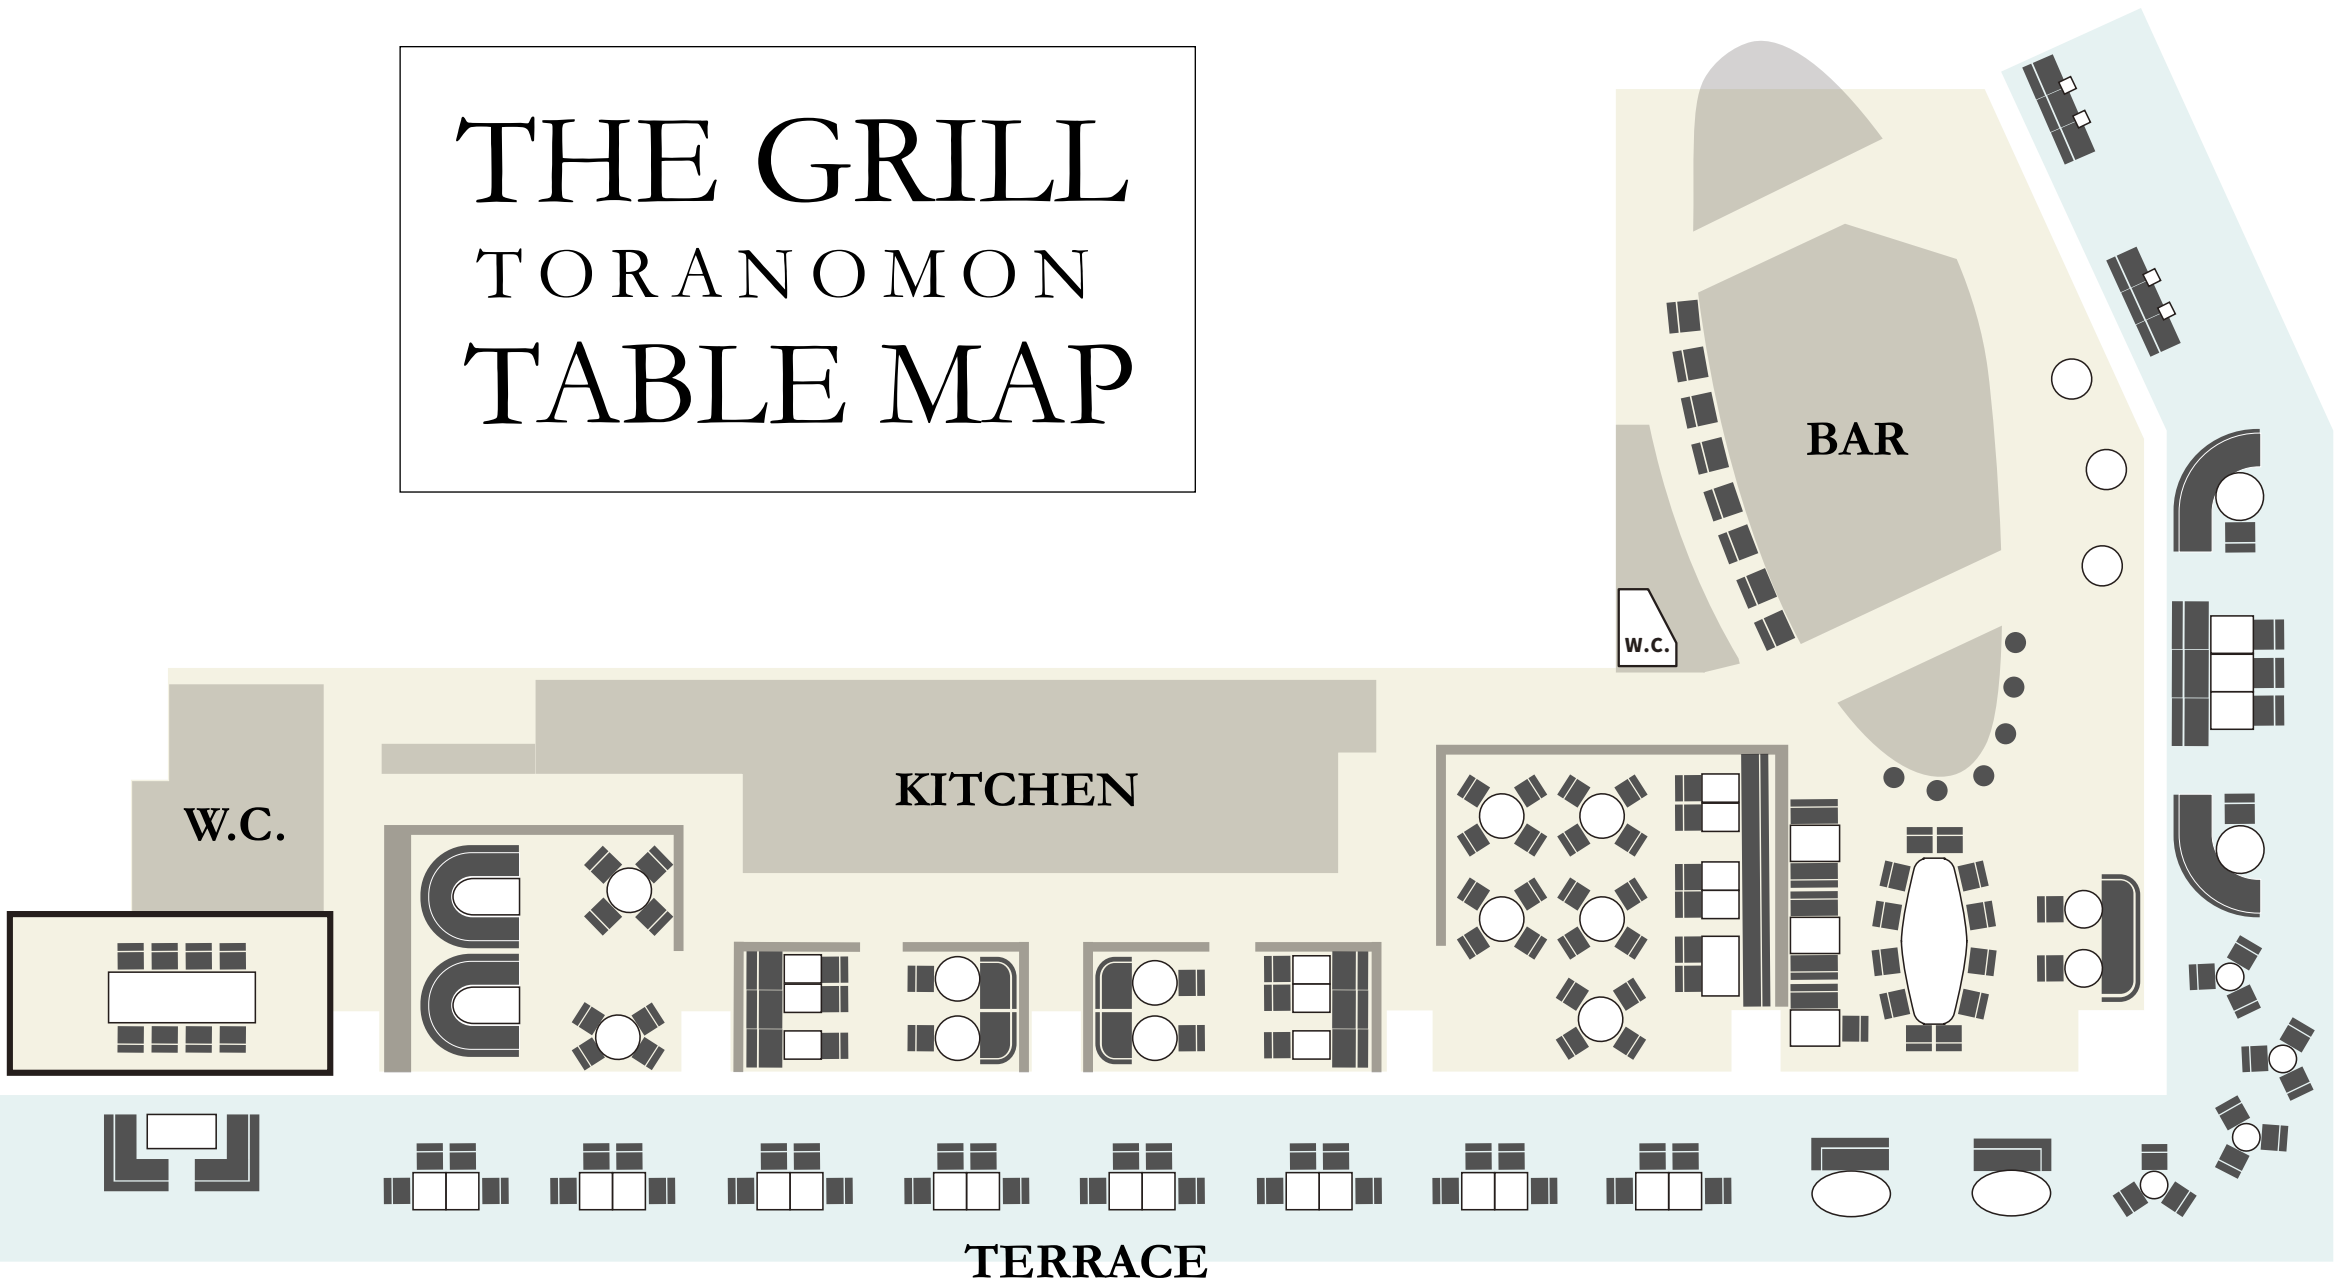 THE GRILL
TORANOMON
TABLE MAP
BAR
W.C.
KITCHEN
W.C.
TERRACE